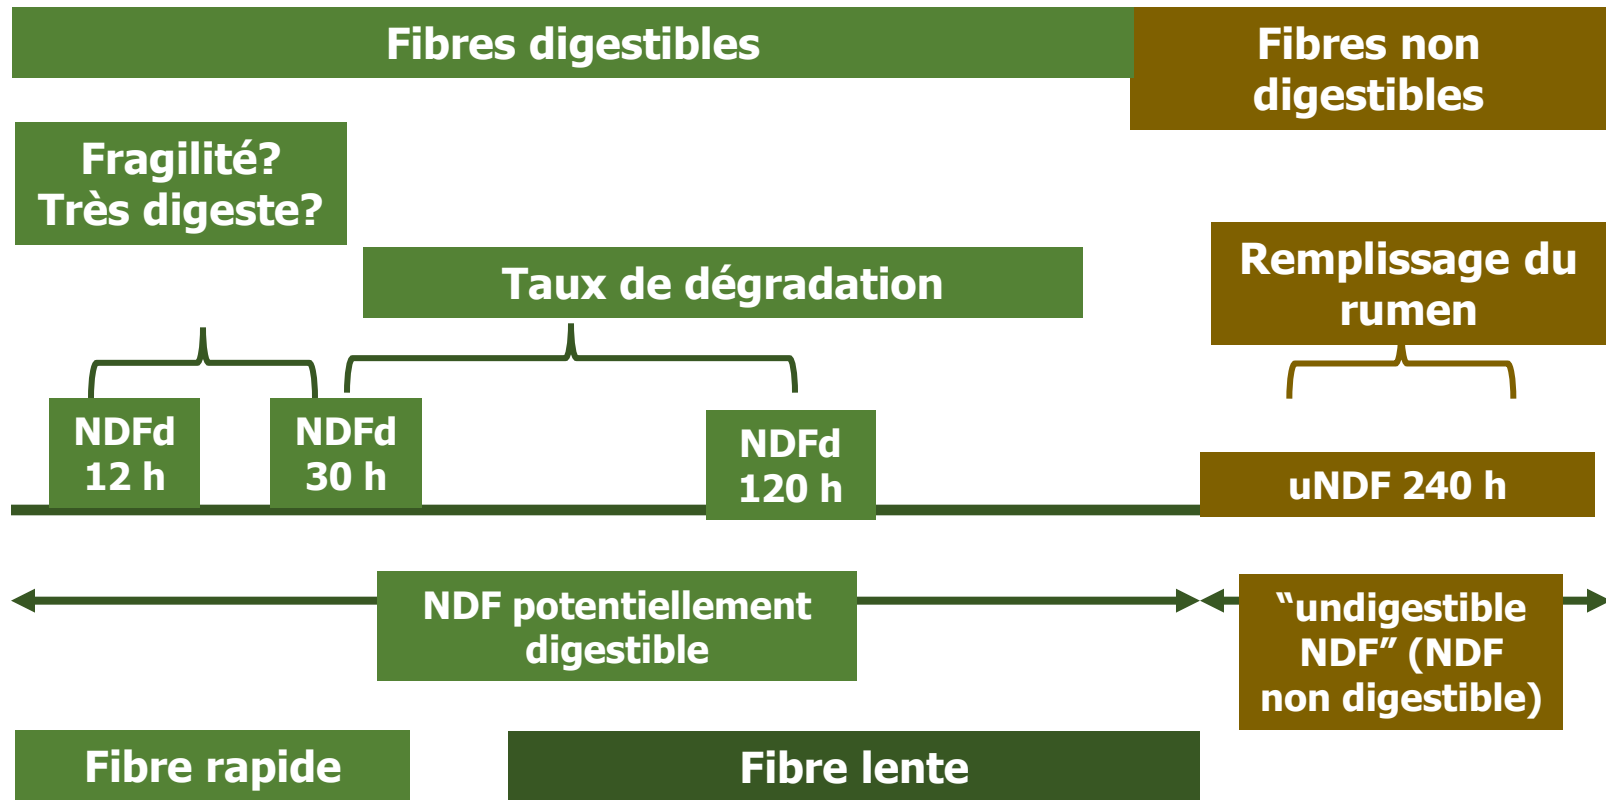 Fibres digestibles
Fibres non
digestibles
Fragilité?
Très digeste?
Taux de dégradation
Remplissage du
rumen
NDFd
12 h
NDFd
30 h
NDFd
120 h
uNDF 240 h
NDF potentiellement
digestible
‟undigestible
NDF” (NDF
non digestible)
Fibre rapide
Fibre lente